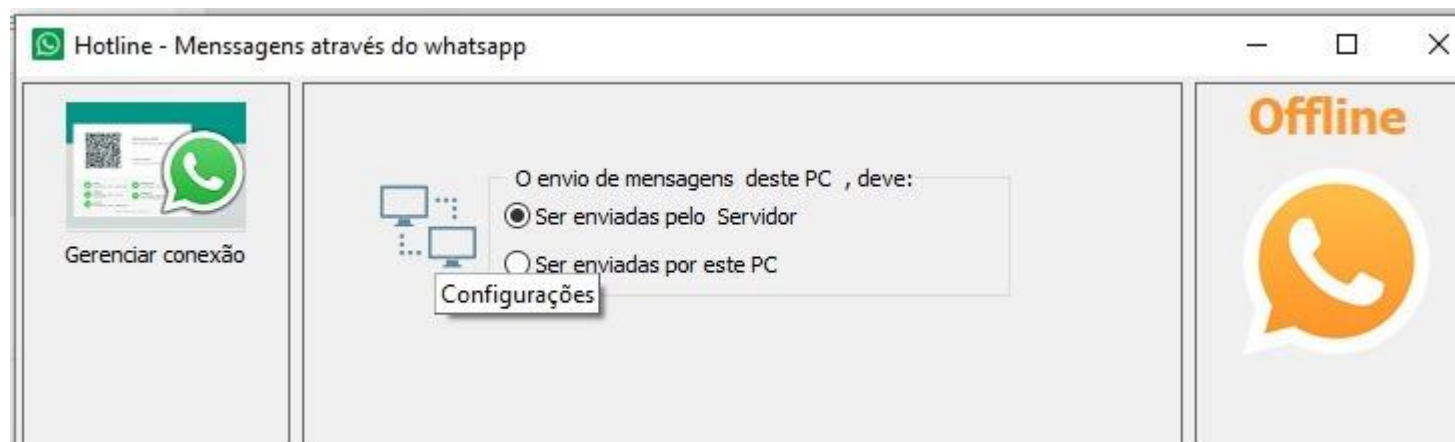 Hotline - Menssagens através do whatsapp
Gerenciar conexão
O envio de mensagens deste PC , deve:
Ser enviadas pelo Servidor
Ser enviadas por este PC
Configurações
Offline